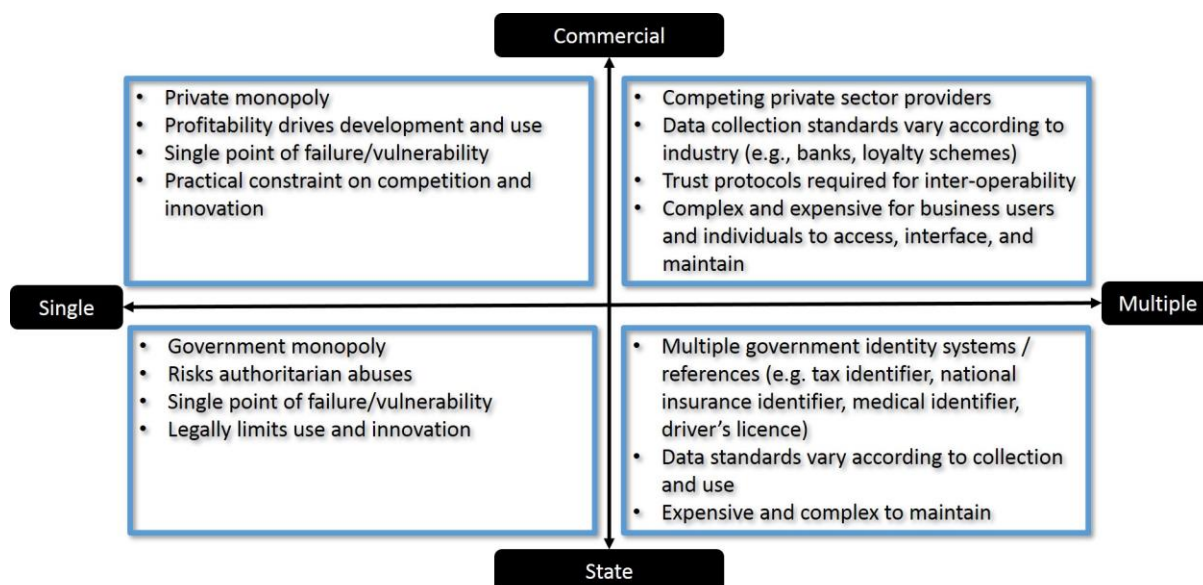 Commercial
• Private monopoly
• Profitability drives development and use
• Single point of failure/vulnerability
• Practical constraint on competition and
innovation
• Competing private sector providers
• Data collection standards vary according to
industry (e.g., banks, loyalty schemes)
• Trust protocols required for inter-operability
• Complex and expensive for business users
and individuals to access, interface, and
maintain
Single
Multiple
• Government monopoly
• Risks authoritarian abuses
• Single point of failure/vulnerability
• Legally limits use and innovation
• Multiple government identity systems /
references (e.g. tax identifier, national
insurance identifier, medical identifier,
driver's licence)
• Data standards vary according to collection
and use
• Expensive and complex to maintain
State